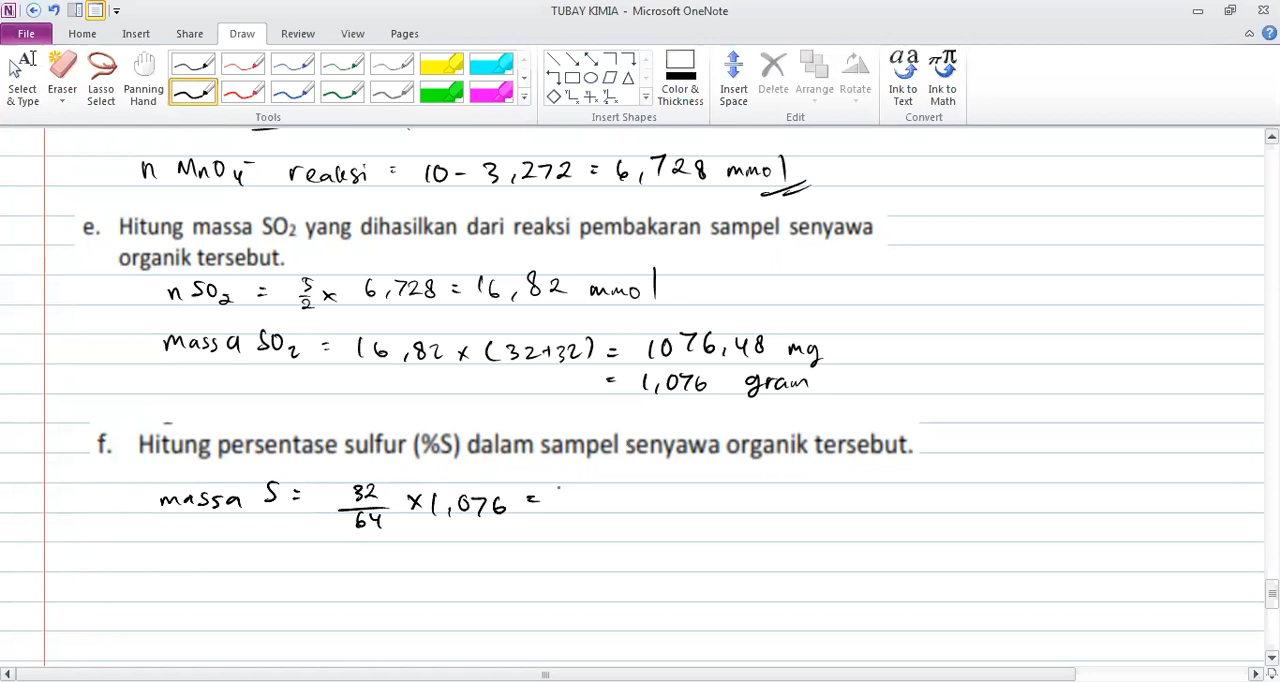 TUBAY KIMIA - Microsoft OneNote
File Home Insert Share Draw Review View Pages
Select & Type Eraser Lasso Select Panning Hand Color & Thickness Insert Space Delete Arrange Rotate Ink to Text Ink to Math
Tools Insert Shapes Edit Convert
n MnO₄⁻ reaksi = 10 - 3,272 = 6,728 mmol
e. Hitung massa SO₂ yang dihasilkan dari reaksi pembakaran sampel senyawa
organik tersebut.
n SO₂ = 5/2 × 6,728 = 16,82 mmol
massa SO₂ = 16,82 × (32+32) = 1076,48 mg
= 1,076 gram
f. Hitung persentase sulfur (%S) dalam sampel senyawa organik tersebut.
massa S = 32/64 × 1,076 =